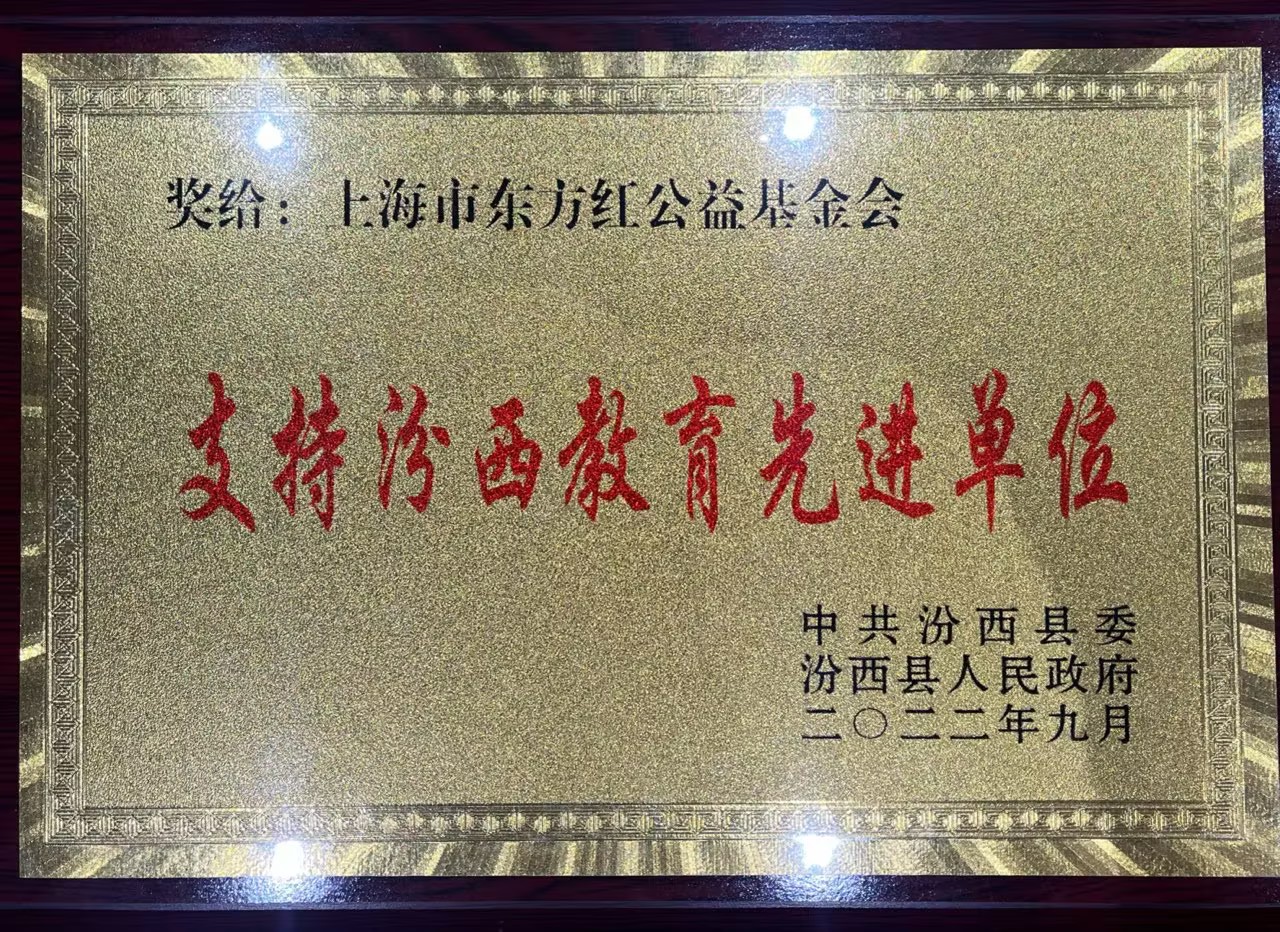 奖给：上海市东方红公益基金会
支持汾西教育先进单位
中共汾西县委
汾西县人民政府
二〇二二年九月